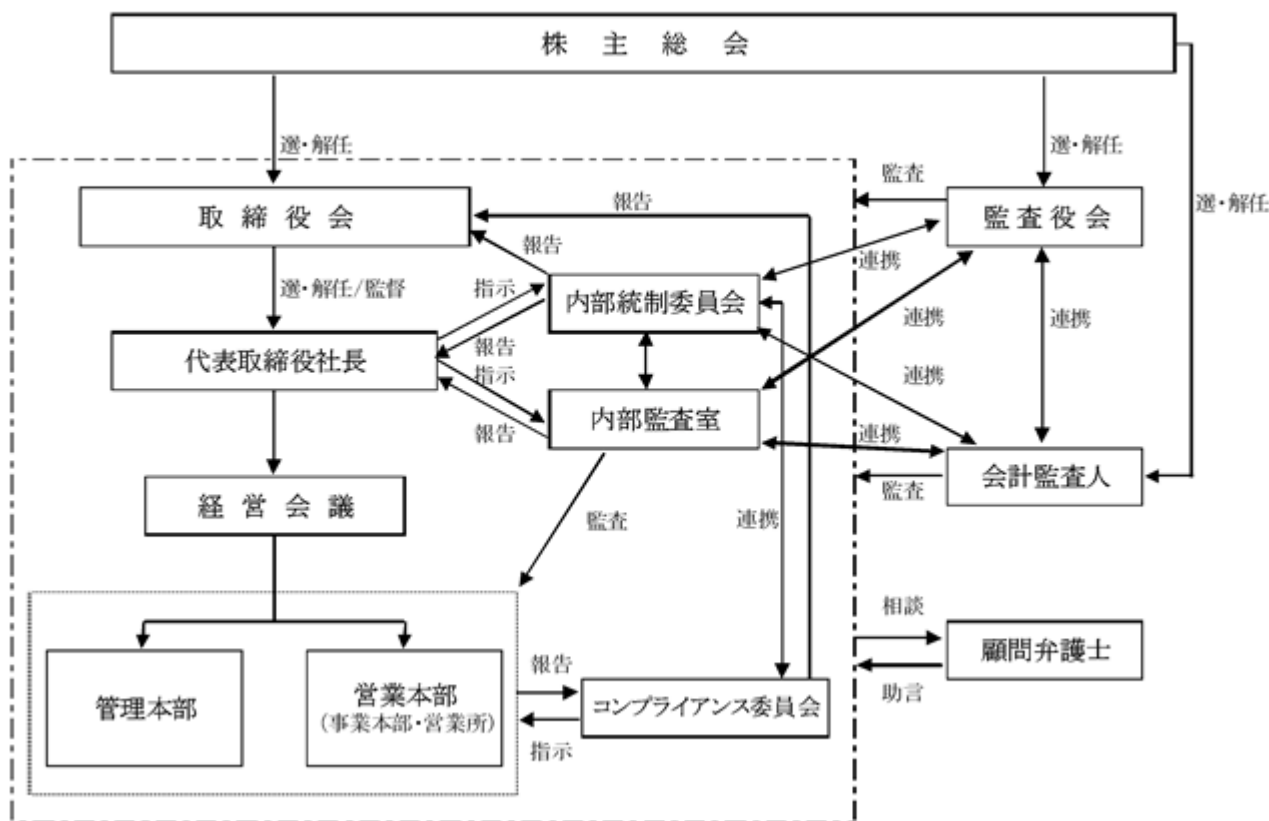 株主総会
選・解任
選・解任
選・解任
監査
取締役会
報告
監査役会
報告
連携
選・解任/監督
指示
内部統制委員会
連携
連携
代表取締役社長
報告
指示
連携
内部監査室
報告
連携
会計監査人
監査
経営会議
監査
連携
相談
顧問弁護士
助言
管理本部
営業本部
(事業本部・営業所)
報告
コンプライアンス委員会
指示